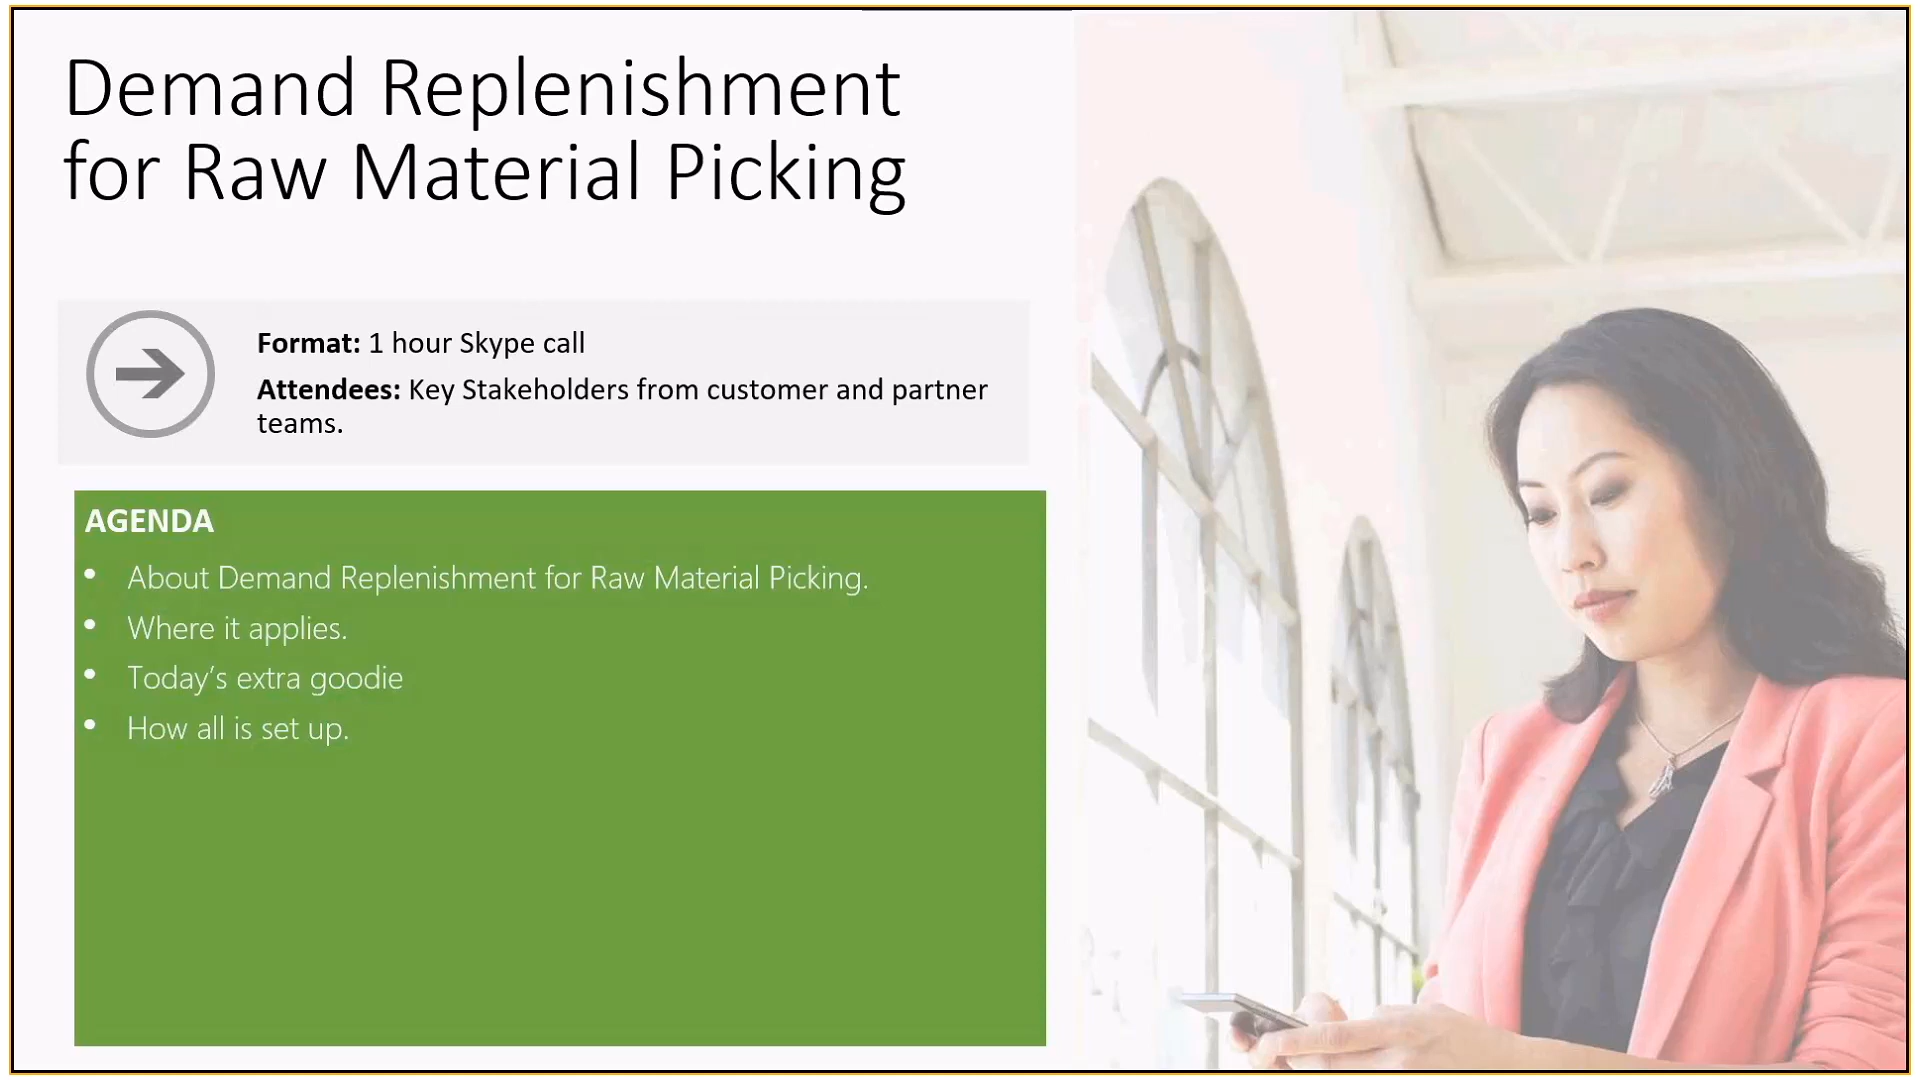 Demand Replenishment
for Raw Material Picking
Format: 1 hour Skype call
Attendees: Key Stakeholders from customer and partner
teams.
AGENDA
• About Demand Replenishment for Raw Material Picking.
• Where it applies.
• Today’s extra goodie
• How all is set up.